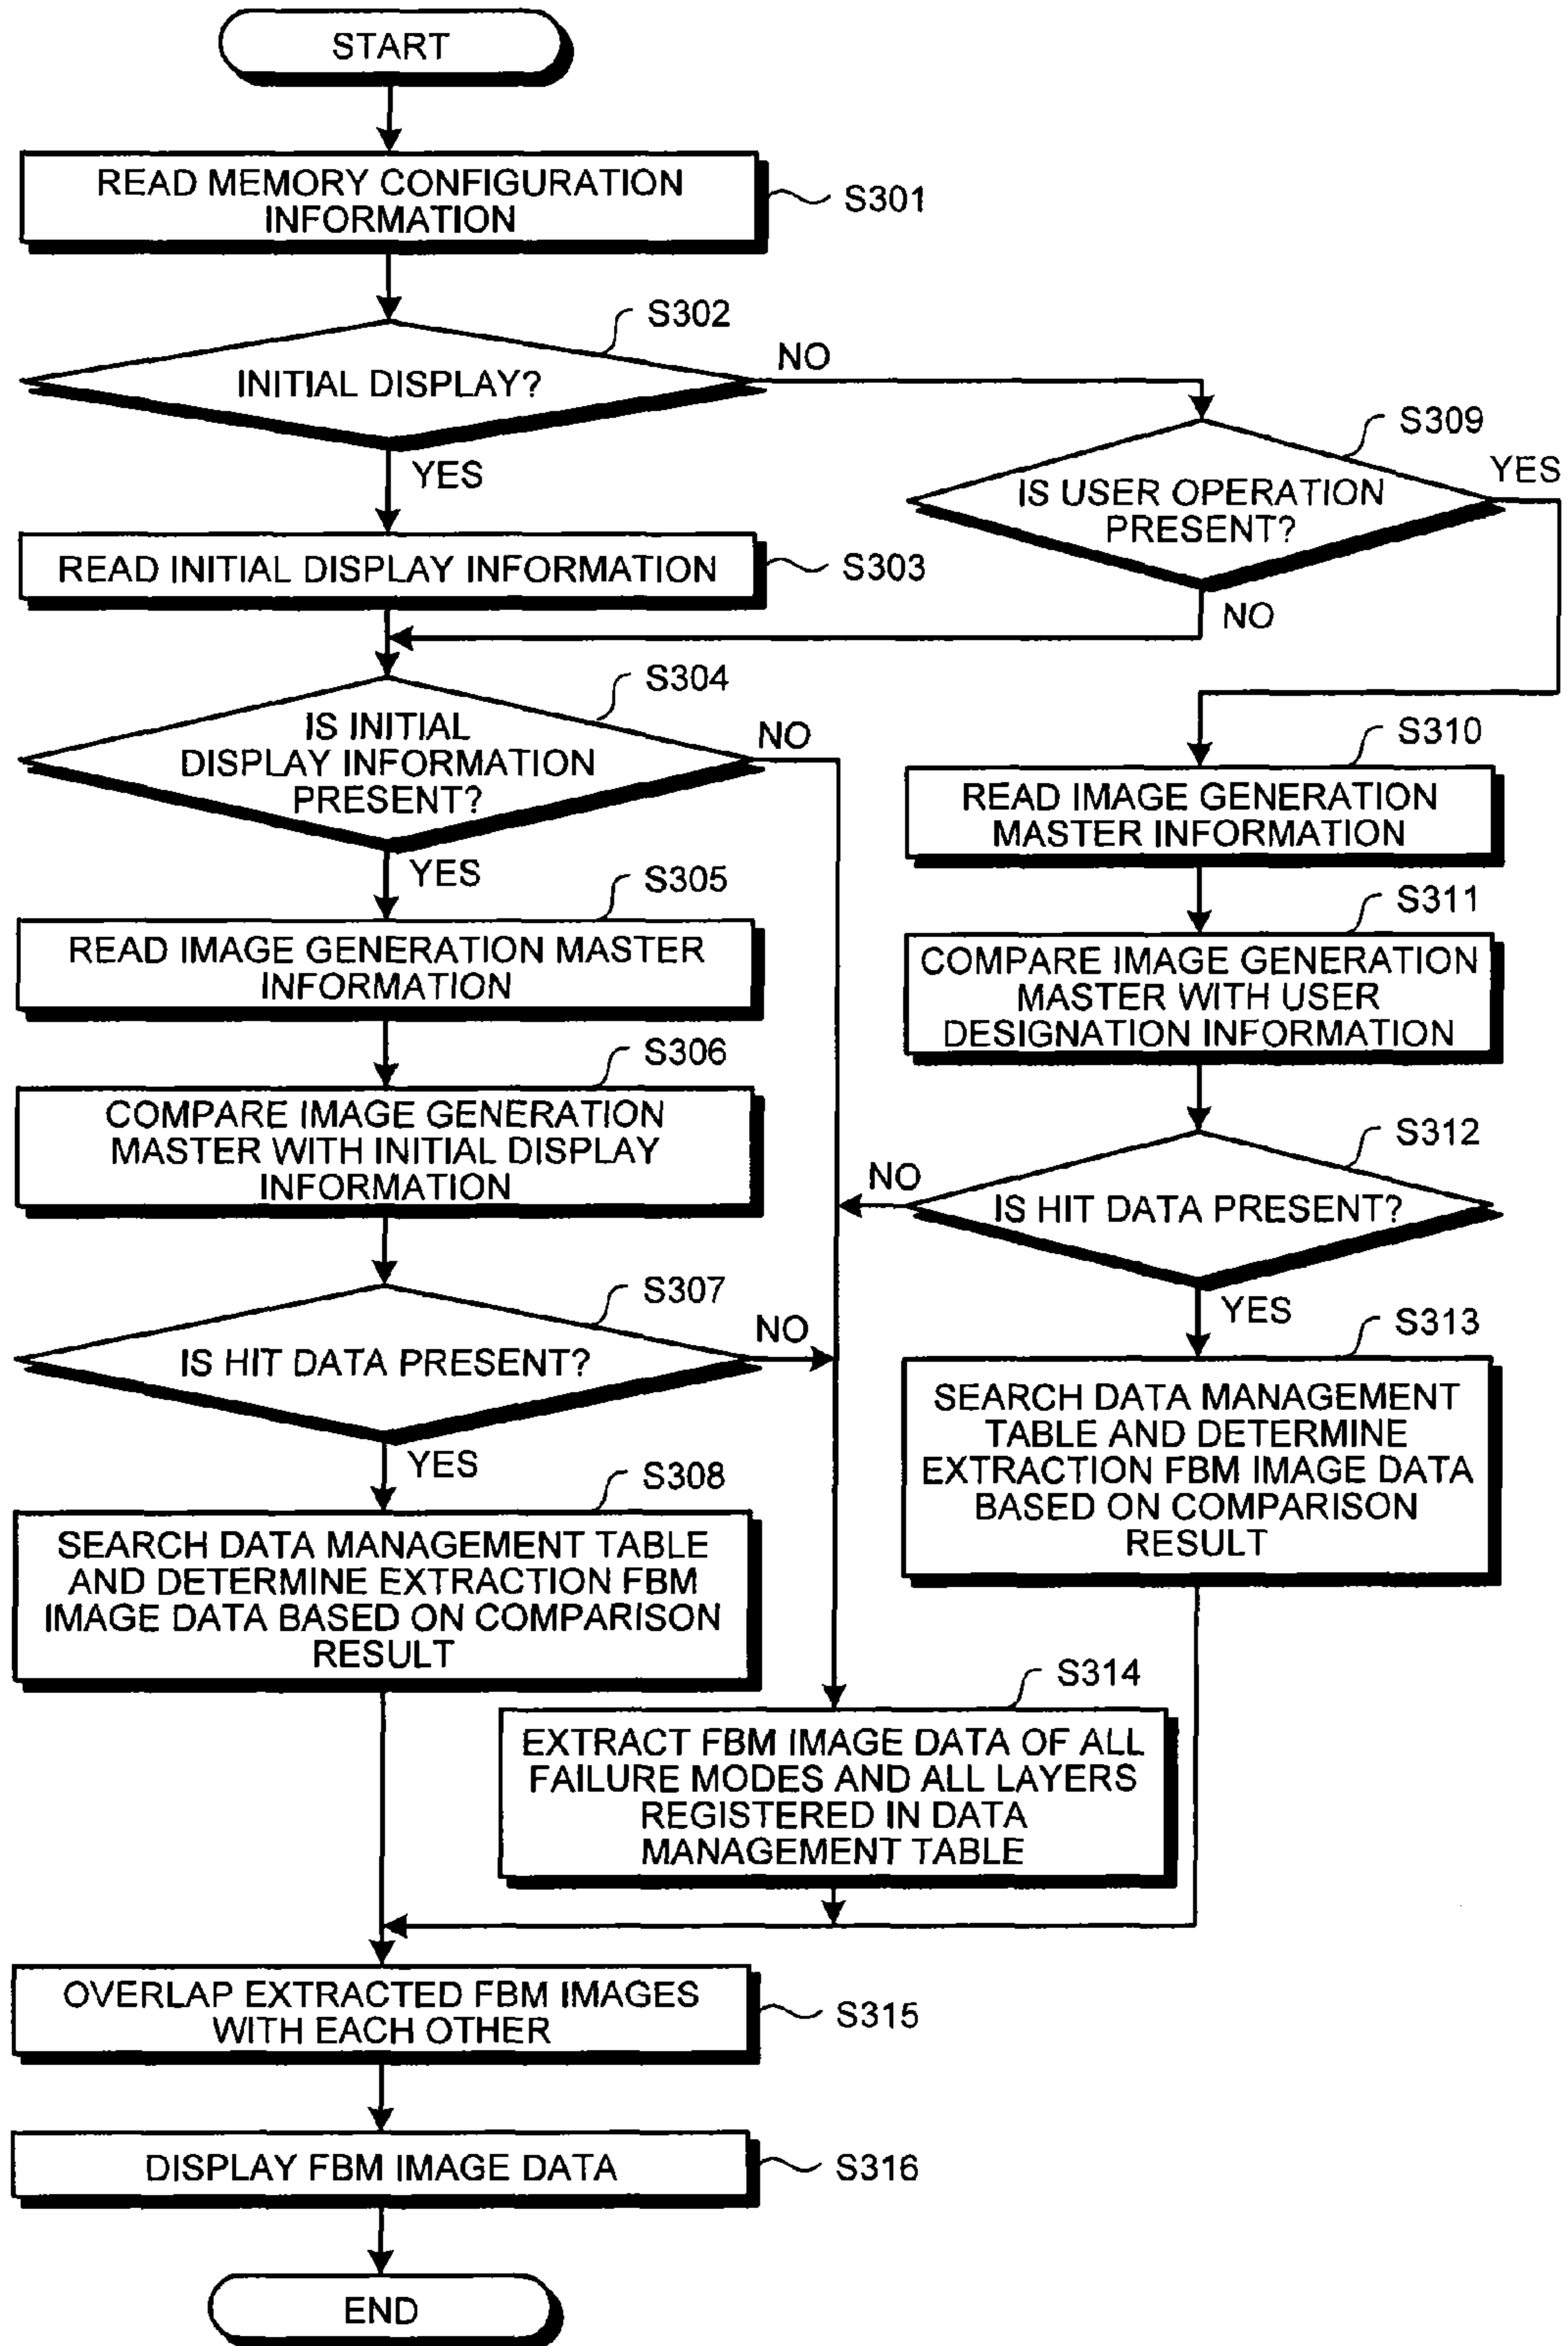 START
READ MEMORY CONFIGURATION
INFORMATION
S301
S302
INITIAL DISPLAY?
NO
YES
S309
IS USER OPERATION
PRESENT?
YES
NO
READ INITIAL DISPLAY INFORMATION
S303
S304
IS INITIAL
DISPLAY INFORMATION
PRESENT?
NO
YES
S310
READ IMAGE GENERATION
MASTER INFORMATION
S305
READ IMAGE GENERATION MASTER
INFORMATION
S311
COMPARE IMAGE GENERATION
MASTER WITH USER
DESIGNATION INFORMATION
S306
COMPARE IMAGE GENERATION
MASTER WITH INITIAL DISPLAY
INFORMATION
S312
NO
IS HIT DATA PRESENT?
YES
S307
IS HIT DATA PRESENT?
NO
YES
S313
SEARCH DATA MANAGEMENT
TABLE AND DETERMINE
EXTRACTION FBM IMAGE DATA
BASED ON COMPARISON
RESULT
S308
SEARCH DATA MANAGEMENT TABLE
AND DETERMINE EXTRACTION FBM
IMAGE DATA BASED ON COMPARISON
RESULT
S314
EXTRACT FBM IMAGE DATA OF ALL
FAILURE MODES AND ALL LAYERS
REGISTERED IN DATA
MANAGEMENT TABLE
OVERLAP EXTRACTED FBM IMAGES
WITH EACH OTHER
S315
DISPLAY FBM IMAGE DATA
S316
END